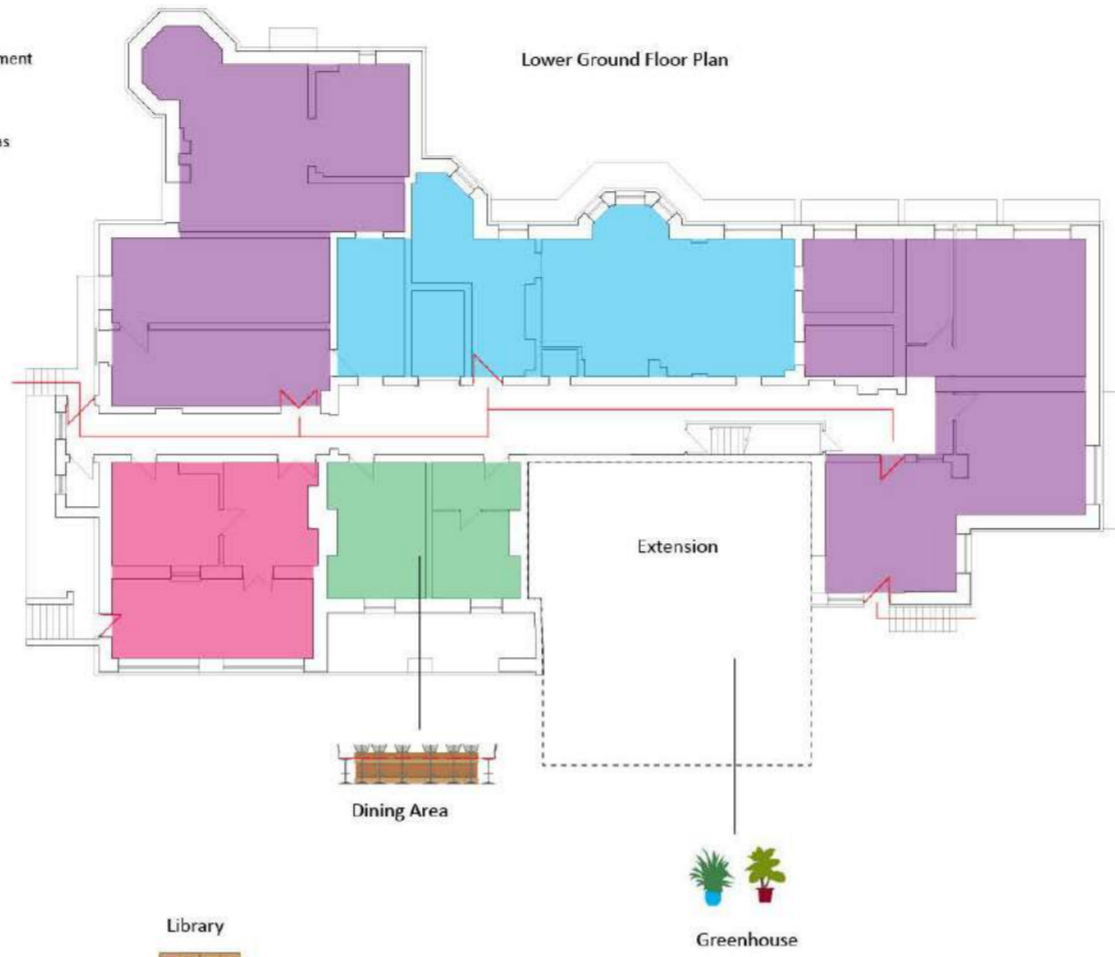 Lower Ground Floor Plan
Extension
Dining Area
Library
Greenhouse